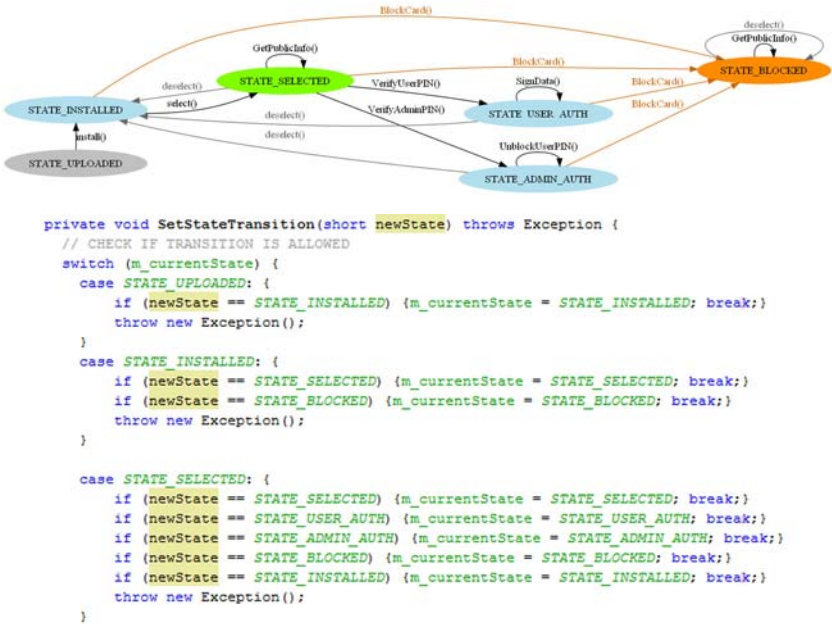 BlockCard()
deselect()
GetPublicInfo()
GetPublicInfo()
BlockCard()
STATE_BLOCKED
deselect()
STATE_SELECTED
VerifyUserPIN()
SignData()
BlockCard()
select()
STATE_INSTALLED
deselect()
VerifyAdminPIN()
STATE_USER_AUTH
BlockCard()
install()
deselect()
UnblockUserPIN()
STATE_UPLOADED
STATE_ADMIN_AUTH
private void SetStateTransition(short newState) throws Exception {
// CHECK IF TRANSITION IS ALLOWED
switch (m_currentState) {
case STATE_UPLOADED: {
if (newState == STATE_INSTALLED) {m_currentState = STATE_INSTALLED; break;}
throw new Exception();
}
case STATE_INSTALLED: {
if (newState == STATE_SELECTED) {m_currentState = STATE_SELECTED; break;}
if (newState == STATE_BLOCKED) {m_currentState = STATE_BLOCKED; break;}
throw new Exception();
}
case STATE_SELECTED: {
if (newState == STATE_SELECTED) {m_currentState = STATE_SELECTED; break;}
if (newState == STATE_USER_AUTH) {m_currentState = STATE_USER_AUTH; break;}
if (newState == STATE_ADMIN_AUTH) {m_currentState = STATE_ADMIN_AUTH; break;}
if (newState == STATE_BLOCKED) {m_currentState = STATE_BLOCKED; break;}
if (newState == STATE_INSTALLED) {m_currentState = STATE_INSTALLED; break;}
throw new Exception();
}